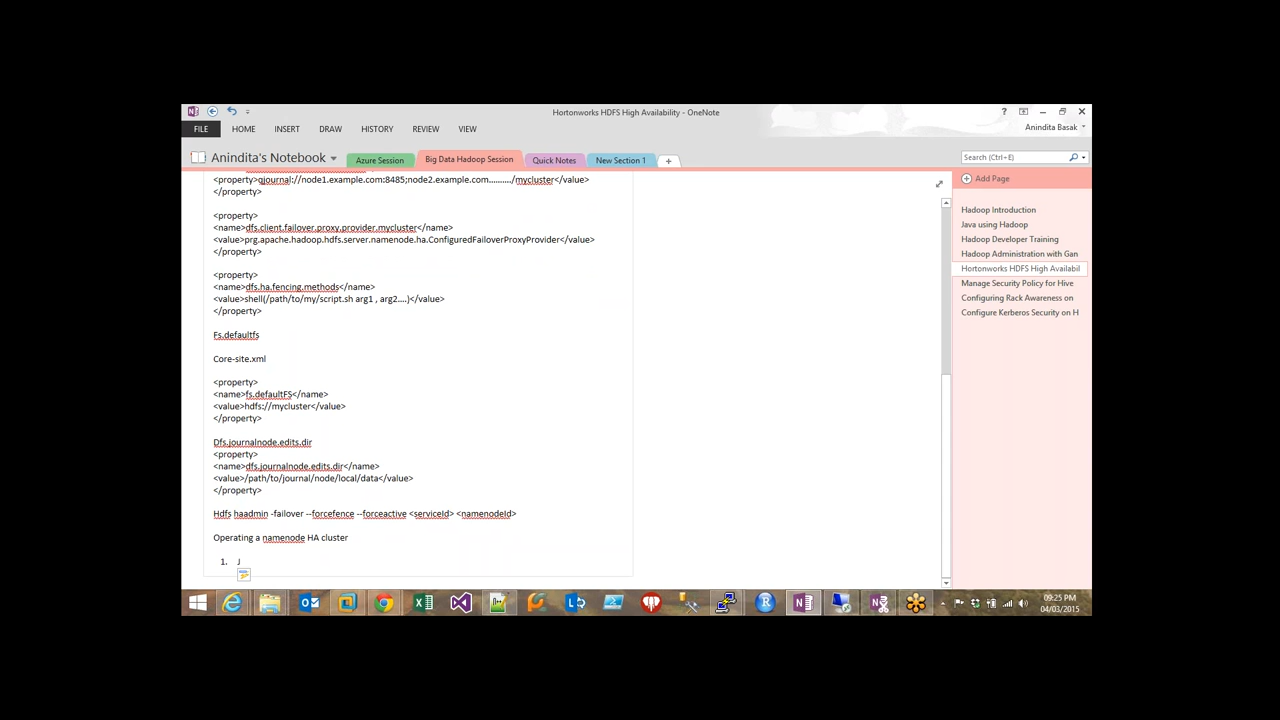 Hortonworks HDFS High Availability - OneNote
Anindita Basak
FILE HOME INSERT DRAW HISTORY REVIEW VIEW
Anindita's Notebook
Azure Session
Big Data Hadoop Session
Quick Notes
New Section 1
Search (Ctrl+E)
<property>qjournal://node1.example.com:8485;node2.example.com........../mycluster</value>
</property>
<property>
<name>dfs.client.failover.proxy.provider.mycluster</name>
<value>prg.apache.hadoop.hdfs.server.namenode.ha.ConfiguredFailoverProxyProvider</value>
</property>
<property>
<name>dfs.ha.fencing.methods</name>
<value>shell(/path/to/my/script.sh arg1 , arg2....)</value>
</property>
Fs.defaultfs
Core-site.xml
<property>
<name>fs.defaultFS</name>
<value>hdfs://mycluster</value>
</property>
Dfs.journalnode.edits.dir
<property>
<name>dfs.journalnode.edits.dir</name>
<value>/path/to/journal/node/local/data</value>
</property>
Hdfs haadmin -failover --forcefence --forceactive <serviceId> <namenodeId>
Operating a namenode HA cluster
1. J
Add Page
Hadoop Introduction
Java using Hadoop
Hadoop Developer Training
Hadoop Administration with Gan
Hortonworks HDFS High Availabil
Manage Security Policy for Hive
Configuring Rack Awareness on
Configure Kerberos Security on H
09:25 PM
04/03/2015